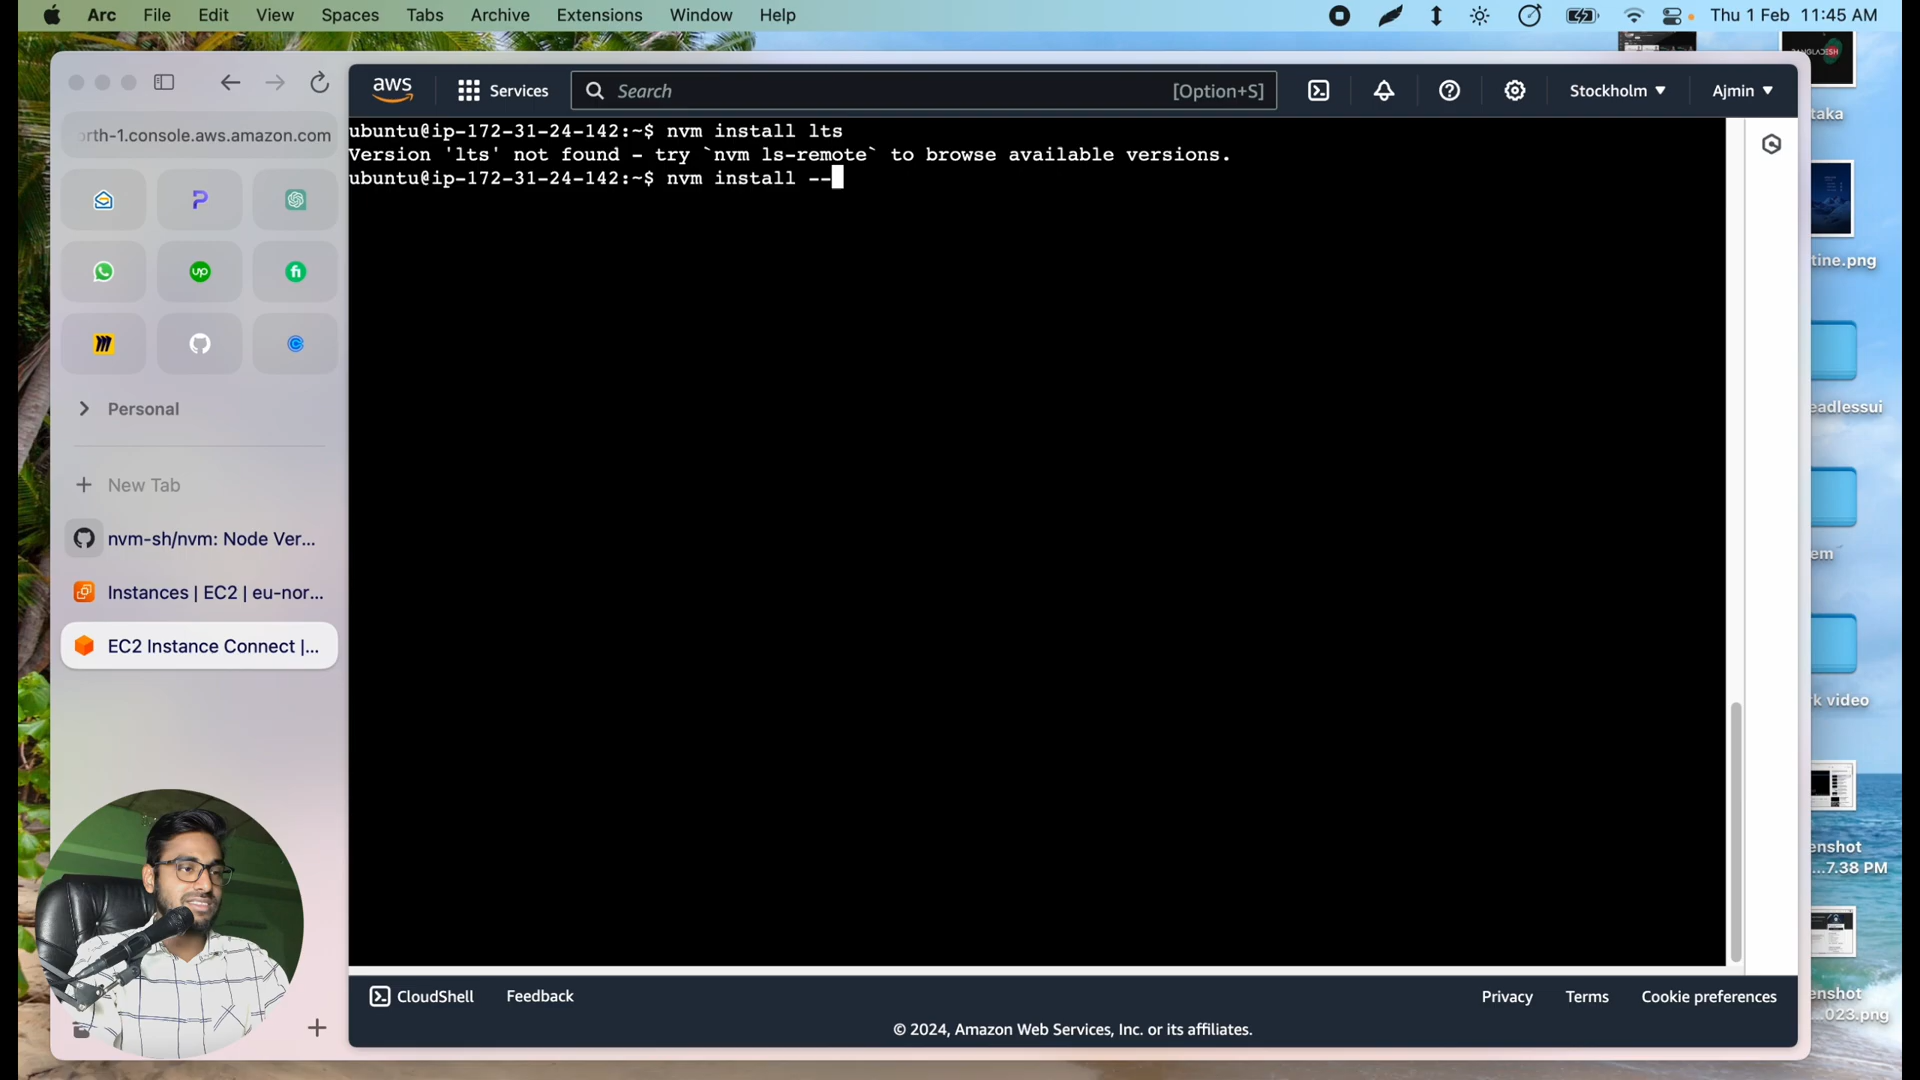 Arc File Edit View Spaces Tabs Archive Extensions Window Help Thu 1 Feb 11:45 AM
orth-1.console.aws.amazon.com
aws Services Search [Option+S] Stockholm Ajmin
ubuntu@ip-172-31-24-142:~$ nvm install lts
Version 'lts' not found - try `nvm ls-remote` to browse available versions.
ubuntu@ip-172-31-24-142:~$ nvm install --
up
fi
Personal
New Tab
nvm-sh/nvm: Node Ver...
Instances | EC2 | eu-nor...
EC2 Instance Connect |...
BANGLADESH
taka
tine.png
eadlessui
em
k video
enshot
...7.38 PM
enshot
...023.png
CloudShell Feedback Privacy Terms Cookie preferences
© 2024, Amazon Web Services, Inc. or its affiliates.